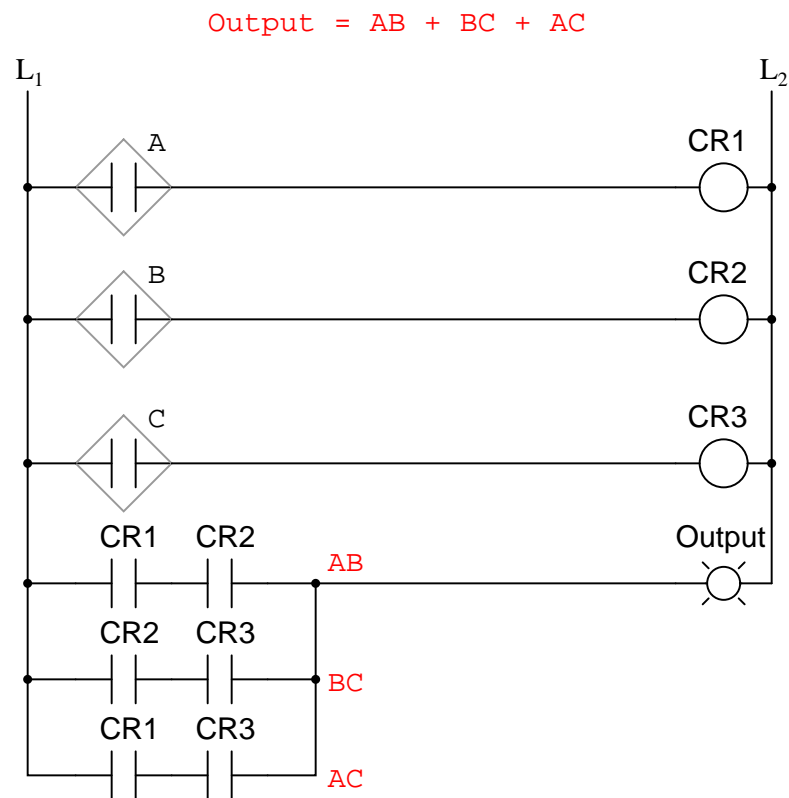 Output = AB + BC + AC
L1 L2
A CR1
B CR2
C CR3
CR1 CR2 AB Output
CR2 CR3 BC
CR1 CR3 AC